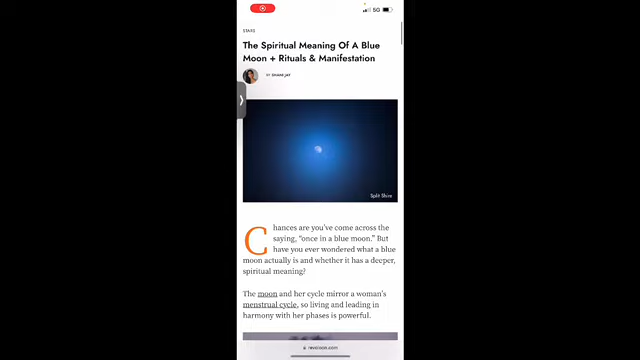 5G
STARS
The Spiritual Meaning Of A Blue
Moon + Rituals & Manifestation
BY SHANI JAY
Split Shire
Chances are you've come across the
saying, "once in a blue moon." But
have you ever wondered what a blue
moon actually is and whether it has a deeper,
spiritual meaning?
The moon and her cycle mirror a woman's
menstrual cycle, so living and leading in
harmony with her phases is powerful.